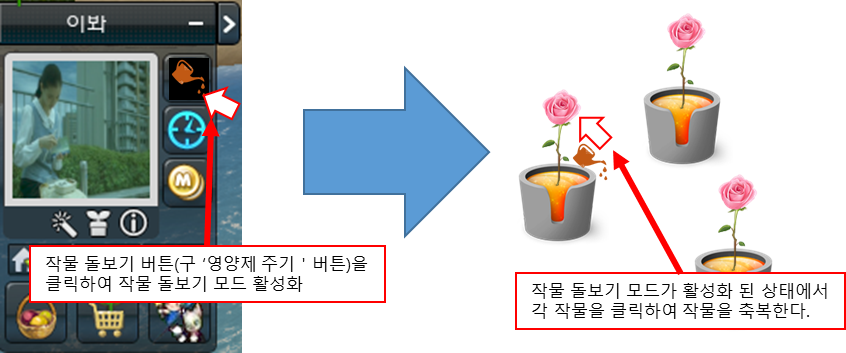 이봐
M
작물 돌보기 버튼(구 ‘영양제 주기 ' 버튼)을
클릭하여 작물 돌보기 모드 활성화
작물 돌보기 모드가 활성화 된 상태에서
각 작물을 클릭하여 작물을 축복한다.